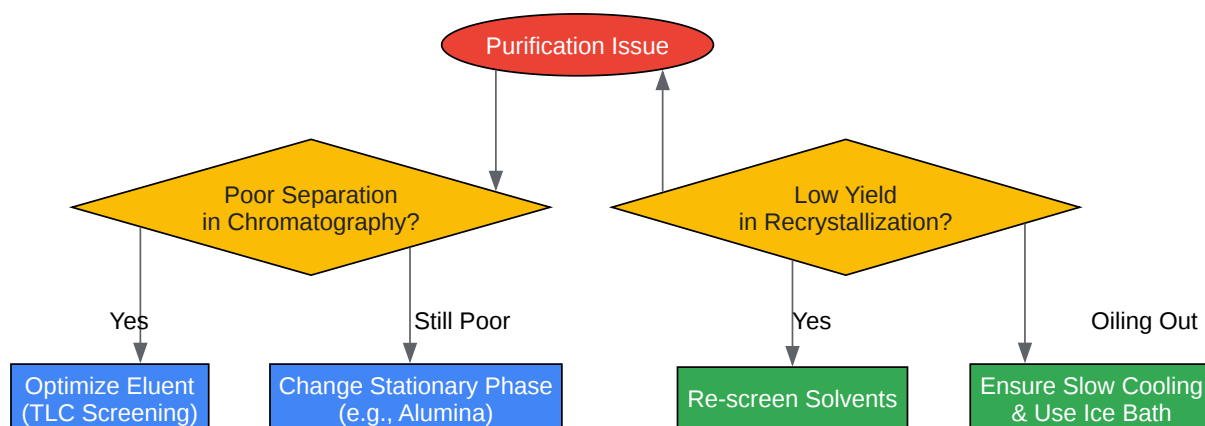 Purification Issue
Poor Separation
in Chromatography?
Low Yield
in Recrystallization?
Yes
Still Poor
Yes
Oiling Out
Optimize Eluent
(TLC Screening)
Change Stationary Phase
(e.g., Alumina)
Re-screen Solvents
Ensure Slow Cooling
& Use Ice Bath